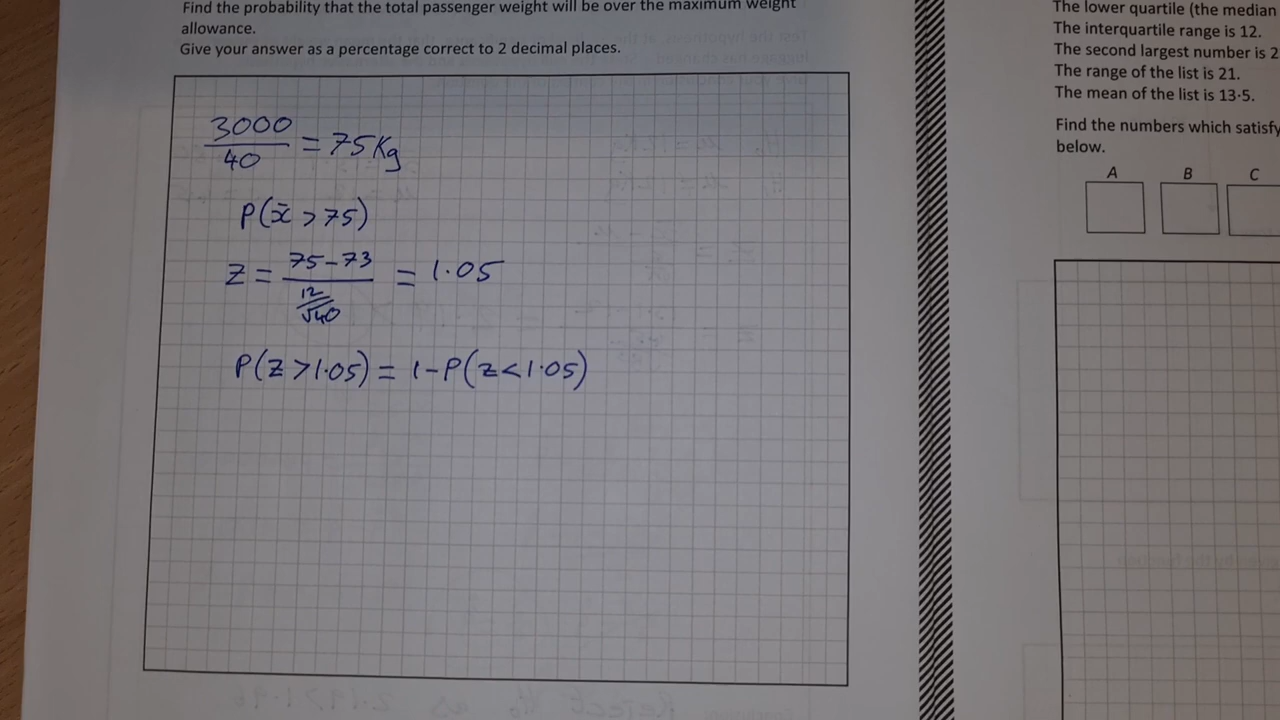 Find the probability that the total passenger weight will be over the maximum weight
allowance.
Give your answer as a percentage correct to 2 decimal places.
3000
40
= 75 Kg
P(x̄ > 75)
75 - 73
Z = = 1.05
12
√40
P(Z > 1.05) = 1 - P(Z < 1.05)
The lower quartile (the median
The interquartile range is 12.
The second largest number is 2
The range of the list is 21.
The mean of the list is 13·5.
Find the numbers which satisfy
below.
A B C